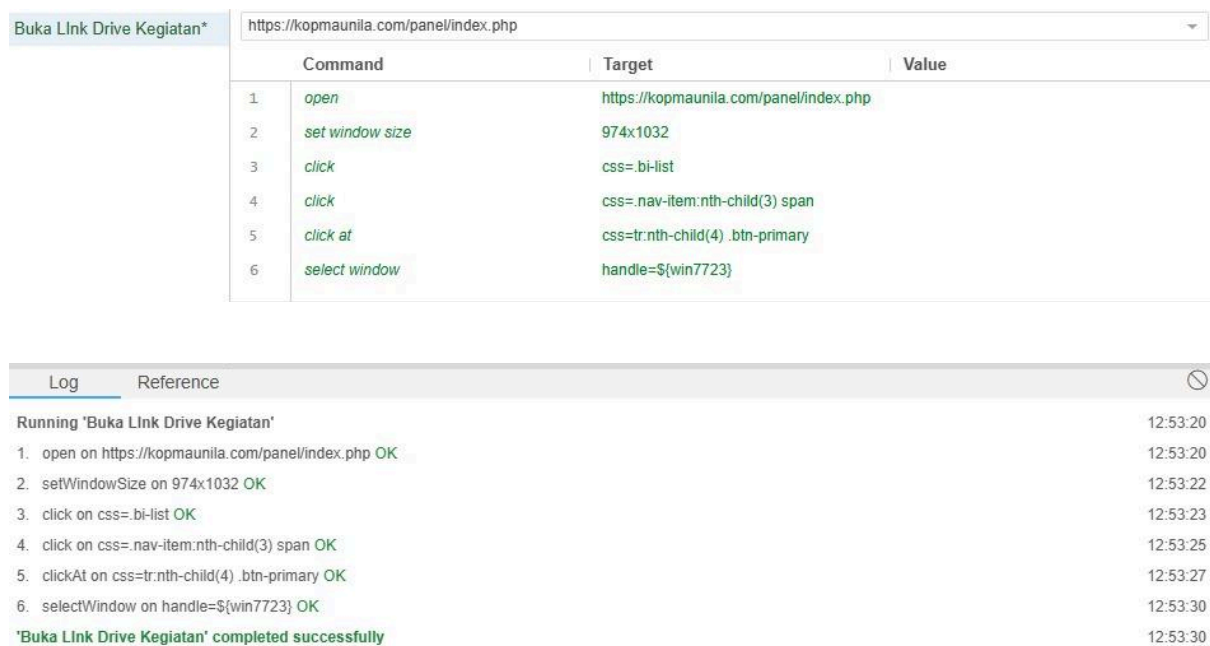 Buka LInk Drive Kegiatan* https://kopmaunila.com/panel/index.php
Command Target Value
1 open https://kopmaunila.com/panel/index.php
2 set window size 974x1032
3 click css=.bi-list
4 click css=.nav-item:nth-child(3) span
5 click at css=tr:nth-child(4) .btn-primary
6 select window handle=${win7723}
Log Reference
Running 'Buka LInk Drive Kegiatan' 12:53:20
1. open on https://kopmaunila.com/panel/index.php OK 12:53:20
2. setWindowSize on 974x1032 OK 12:53:22
3. click on css=.bi-list OK 12:53:23
4. click on css=.nav-item:nth-child(3) span OK 12:53:25
5. clickAt on css=tr:nth-child(4) .btn-primary OK 12:53:27
6. selectWindow on handle=${win7723} OK 12:53:30
'Buka LInk Drive Kegiatan' completed successfully 12:53:30